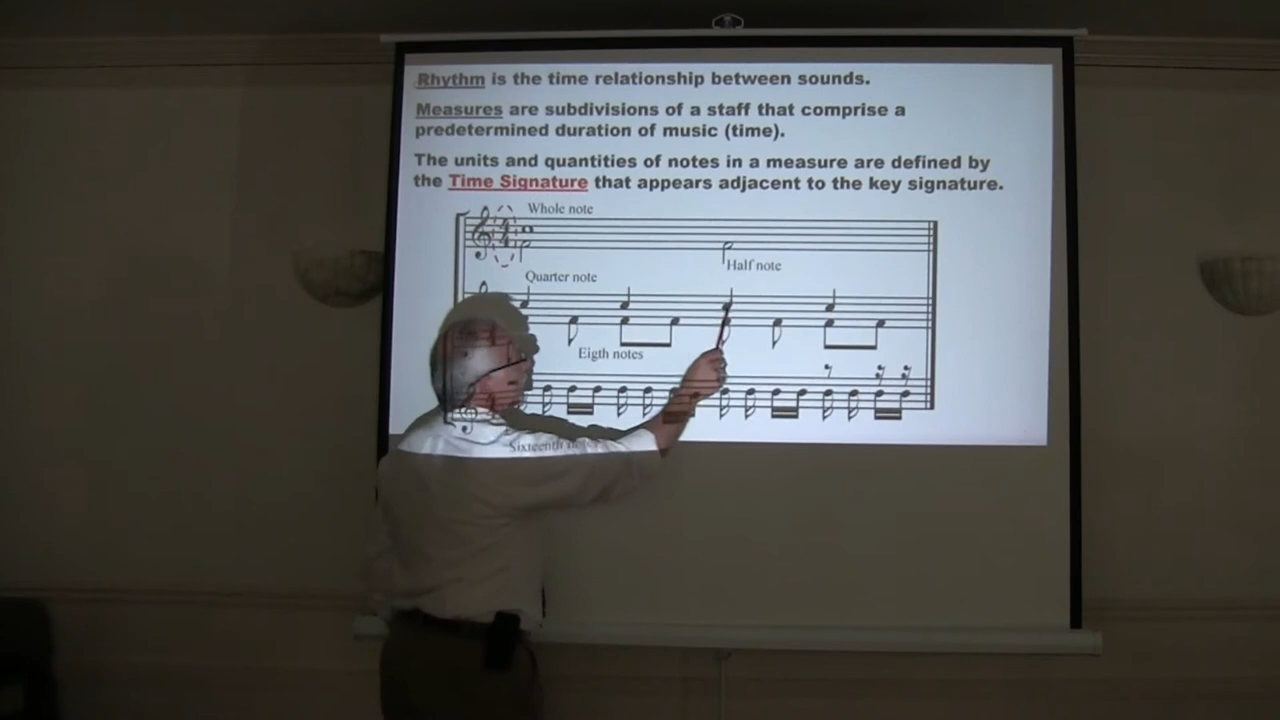 Rhythm is the time relationship between sounds.
Measures are subdivisions of a staff that comprise a
predetermined duration of music (time).
The units and quantities of notes in a measure are defined by
the Time Signature that appears adjacent to the key signature.
Whole note
Half note
Quarter note
Eigth notes
Sixteenth